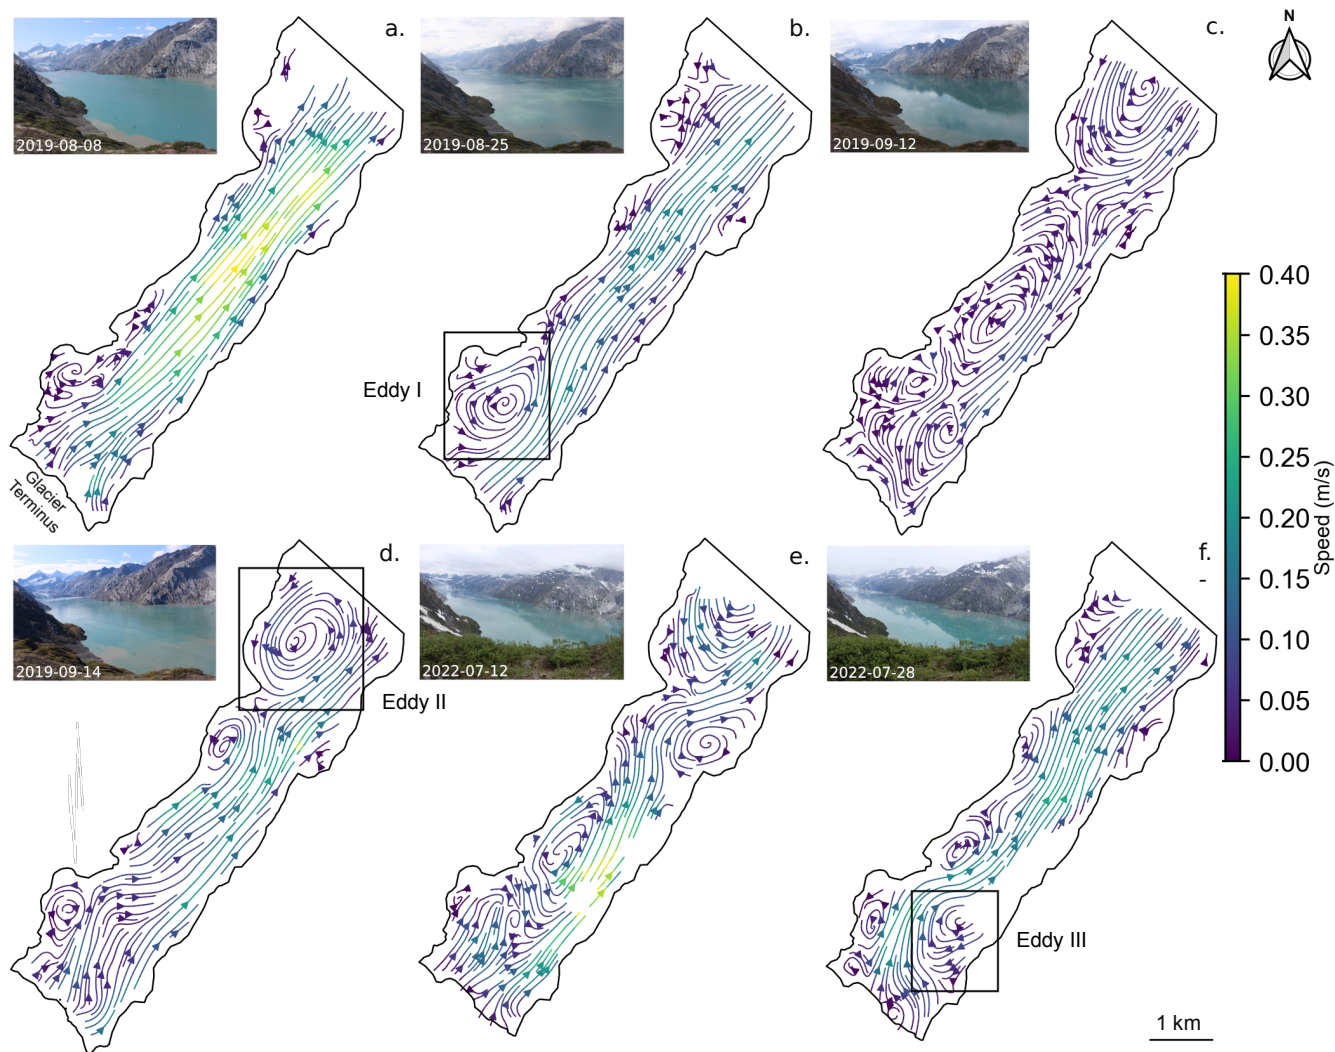 a.
b.
c.
N
2019-08-08
2019-08-25
2019-09-12
Eddy I
Glacier
Terminus
0.40
0.35
0.30
0.25
0.20
0.15
0.10
0.05
0.00
Speed (m/s)
d.
e.
f.
-
2019-09-14
2022-07-12
2022-07-28
Eddy II
Eddy III
1 km